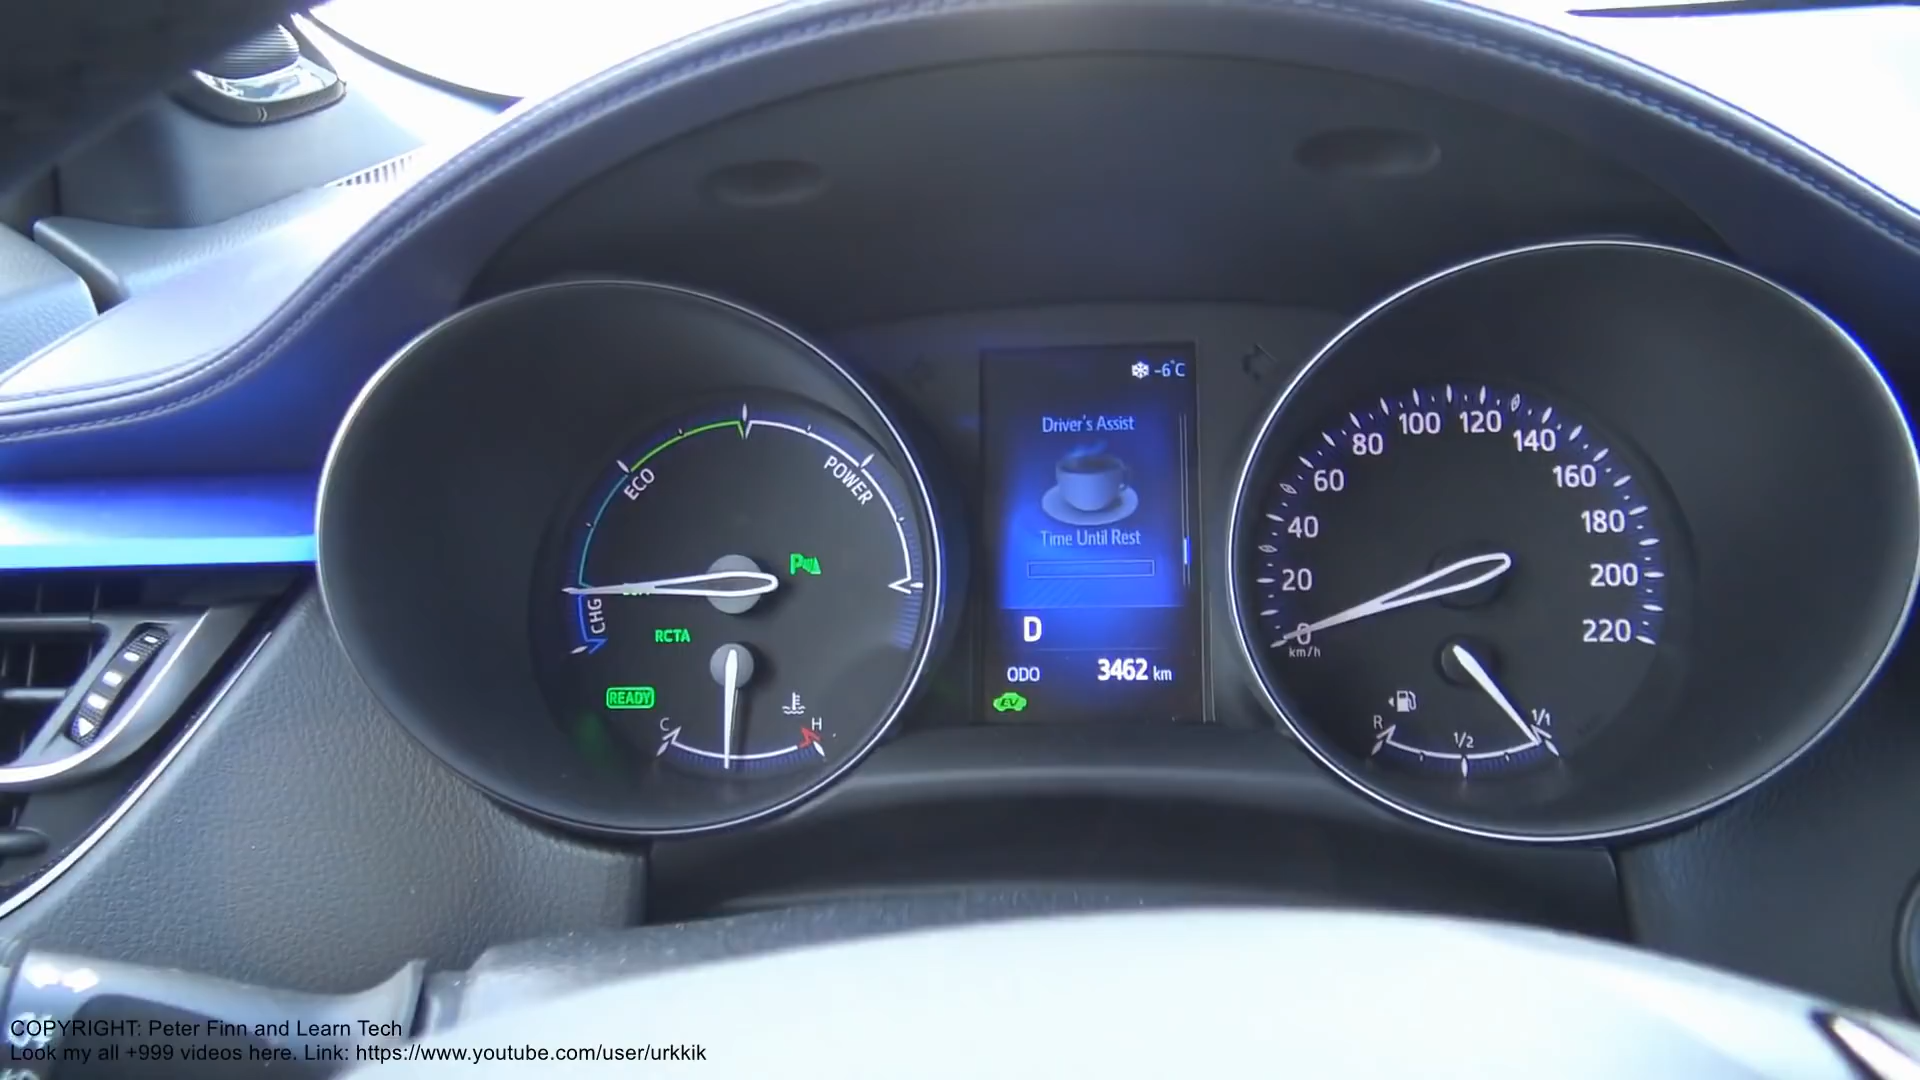 -6°C
Driver's Assist
Time Until Rest
D
ODO 3462 km
EV
ECO
POWER
CHG
RCTA
READY
C
H
0
20
40
60
80
100
120
140
160
180
200
220
km/h
R
1/2
1/1
COPYRIGHT: Peter Finn and Learn Tech
Look my all +999 videos here. Link: https://www.youtube.com/user/urkkik